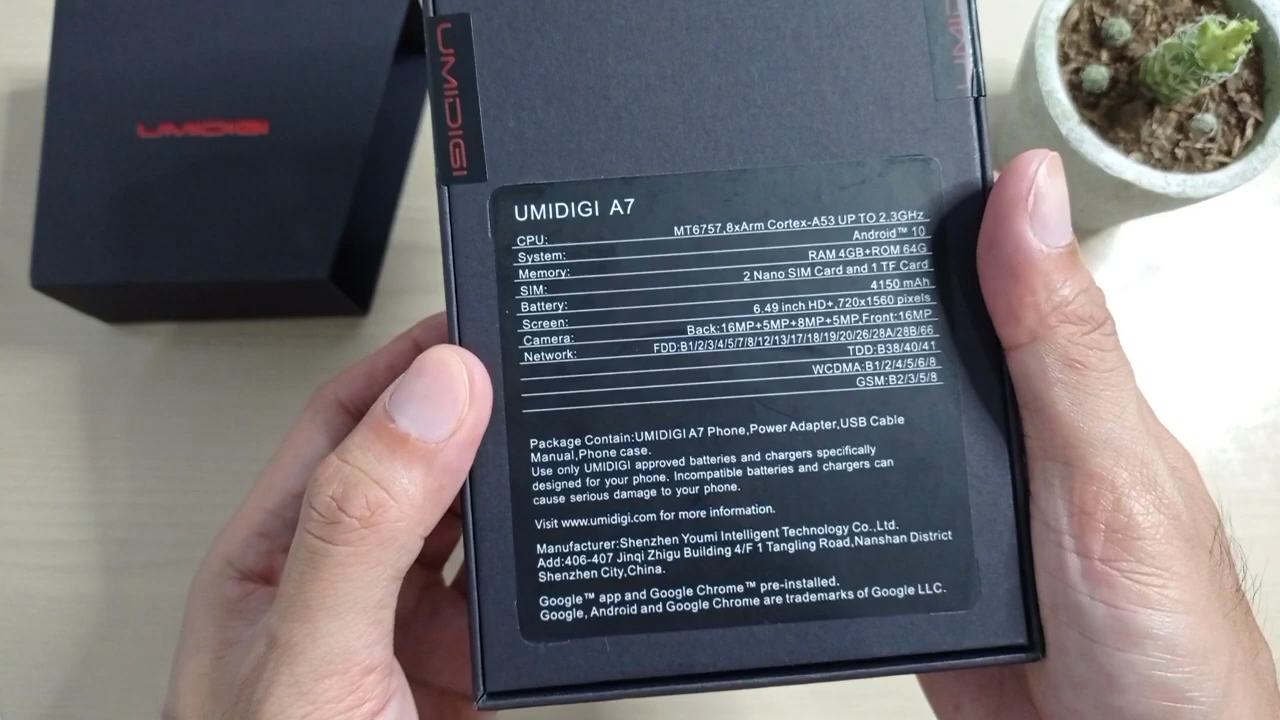 UMIDIGI
UMIDIGI
UMIDI
UMIDIGI A7
CPU: MT6757,8xArm Cortex-A53 UP TO 2.3GHz
System: Android™ 10
Memory: RAM 4GB+ROM 64G
SIM: 2 Nano SIM Card and 1 TF Card
Battery: 4150 mAh
Screen: 6.49 inch HD+,720x1560 pixels
Camera: Back:16MP+5MP+8MP+5MP,Front:16MP
Network: FDD:B1/2/3/4/5/7/8/12/13/17/18/19/20/26/28A/28B/66
TDD:B38/40/41
WCDMA:B1/2/4/5/6/8
GSM:B2/3/5/8
Package Contain:UMIDIGI A7 Phone,Power Adapter,USB Cable
Manual,Phone case.
Use only UMIDIGI approved batteries and chargers specifically
designed for your phone. Incompatible batteries and chargers can
cause serious damage to your phone.
Visit www.umidigi.com for more information.
Manufacturer:Shenzhen Youmi Intelligent Technology Co.,Ltd.
Add:406-407 Jinqi Zhigu Building 4/F 1 Tangling Road,Nanshan District
Shenzhen City,China.
Google™ app and Google Chrome™ pre-installed.
Google, Android and Google Chrome are trademarks of Google LLC.